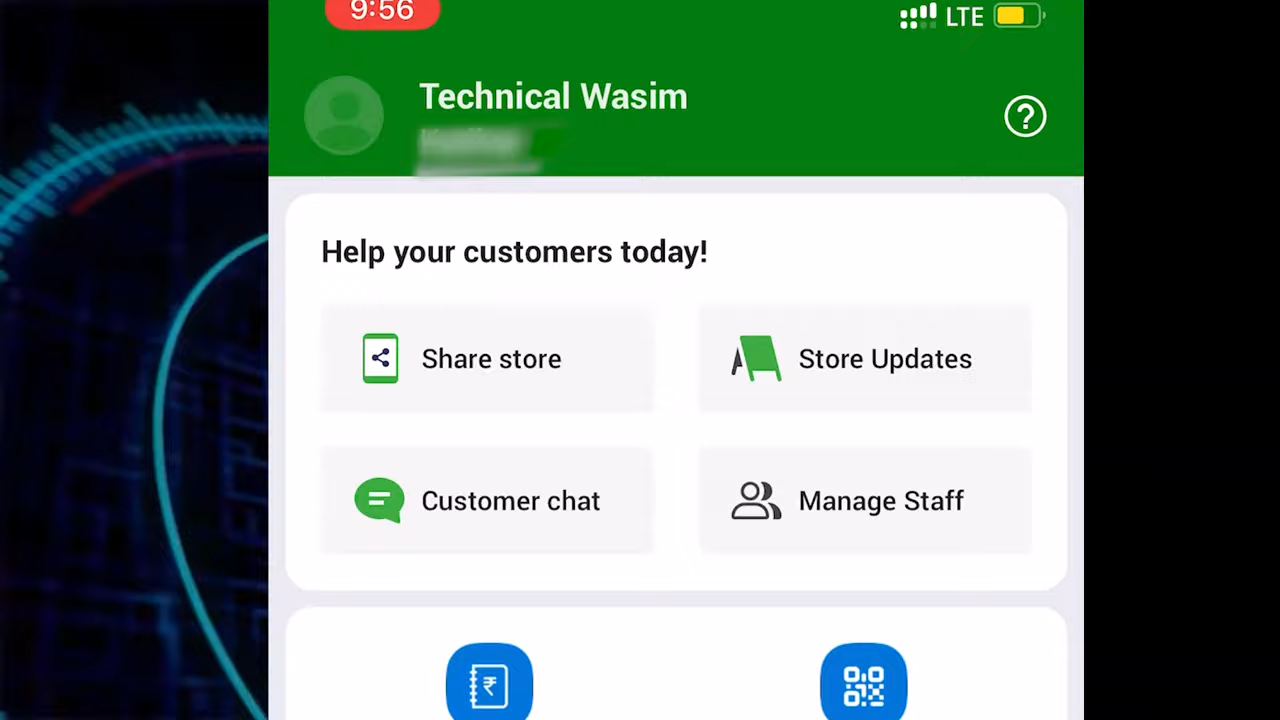 9:56
LTE
Technical Wasim
Help your customers today!
Share store
Store Updates
Customer chat
Manage Staff
₹